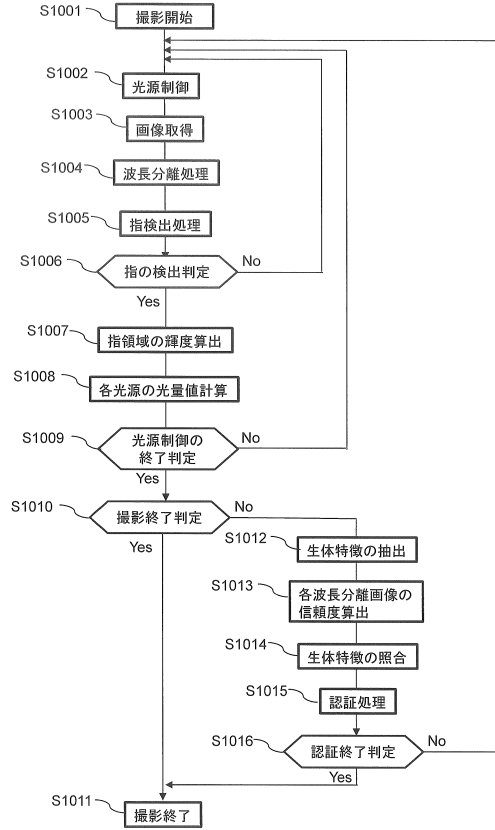 S1001
撮影開始
S1002
光源制御
S1003
画像取得
S1004
波長分離処理
S1005
指検出処理
S1006
指の検出判定
No
Yes
S1007
指領域の輝度算出
S1008
各光源の光量値計算
S1009
光源制御の
終了判定
No
Yes
S1010
撮影終了判定
No
Yes
S1012
生体特徴の抽出
S1013
各波長分離画像の
信頼度算出
S1014
生体特徴の照合
S1015
認証処理
S1016
認証終了判定
No
Yes
S1011
撮影終了